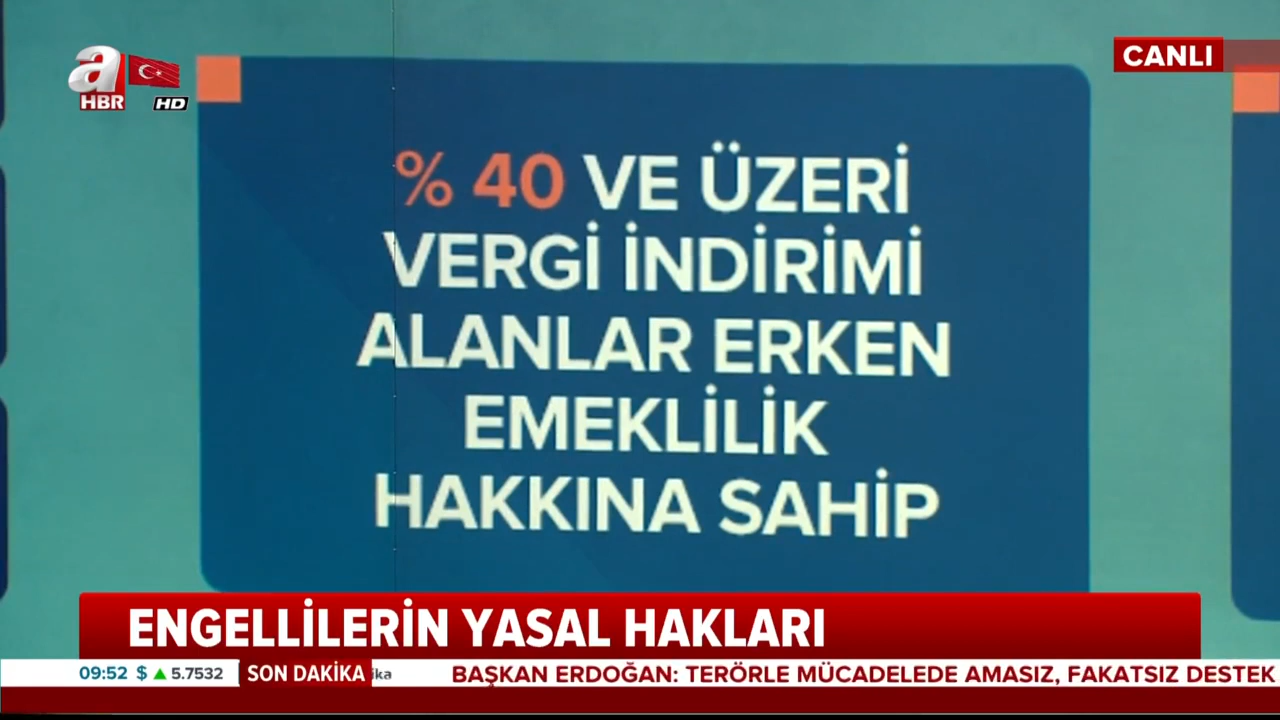 a
HBR
HD
CANLI
% 40 VE ÜZERİ
VERGİ İNDİRİMİ
ALANLAR ERKEN
EMEKLİLİK
HAKKINA SAHİP
ENGELLİLERİN YASAL HAKLARI
09:52 $ 5.7532 SON DAKİKA ika BAŞKAN ERDOĞAN: TERÖRLE MÜCADELEDE AMASIZ, FAKATSIZ DESTEK